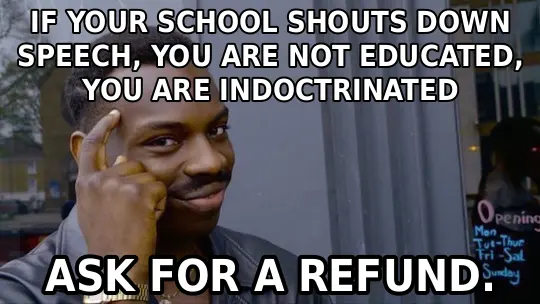 IF YOUR SCHOOL SHOUTS DOWN
SPEECH, YOU ARE NOT EDUCATED,
YOU ARE INDOCTRINATED
Opening
Mon
Tue-Thur
Fri-Sat
Sunday
ASK FOR A REFUND.